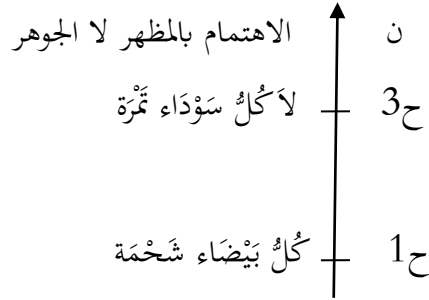 ن الاهتمام بالمظهر لا الجوهر
ح3 لاَ كُلُّ سَوْدَاء تَمْرَة
ح1 كُلُّ بَيْضَاء شَحْمَة